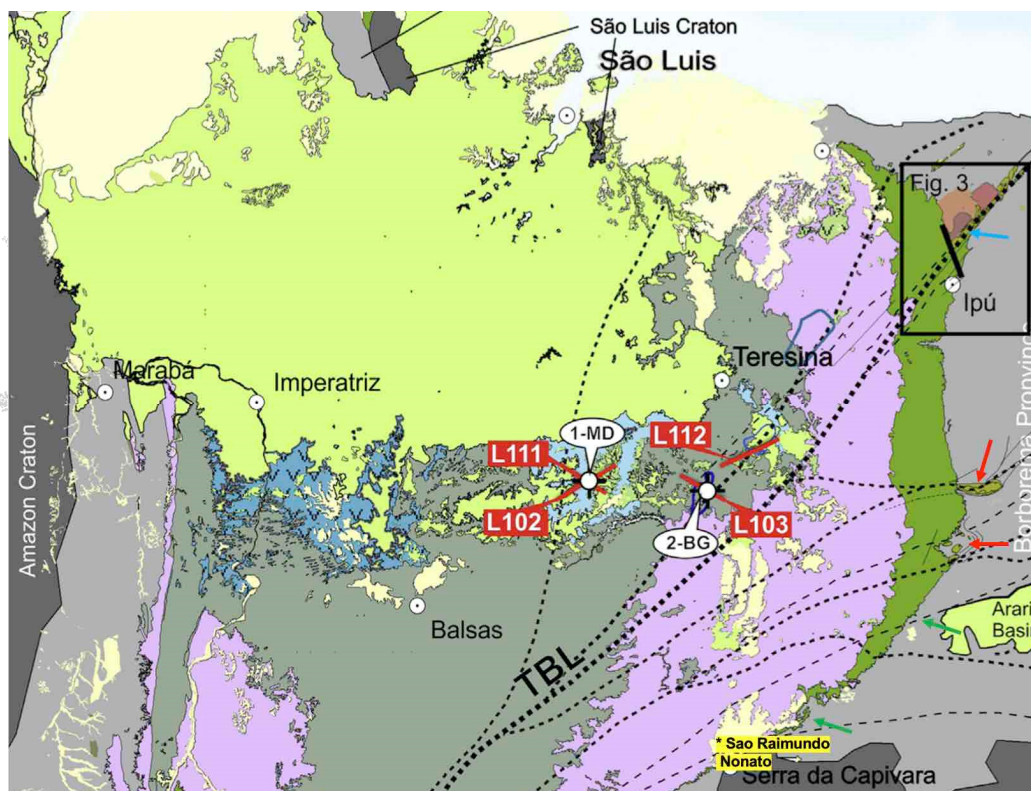 São Luis Craton
São Luis
Fig. 3
Ipú
Teresina
Marabá
Imperatriz
1-MD
L111
L112
L102
L103
2-BG
Amazon Craton
Borborema Pronvinc
Balsas
TBL
Arari
Basi
* Sao Raimundo
Nonato
Serra da Capivara